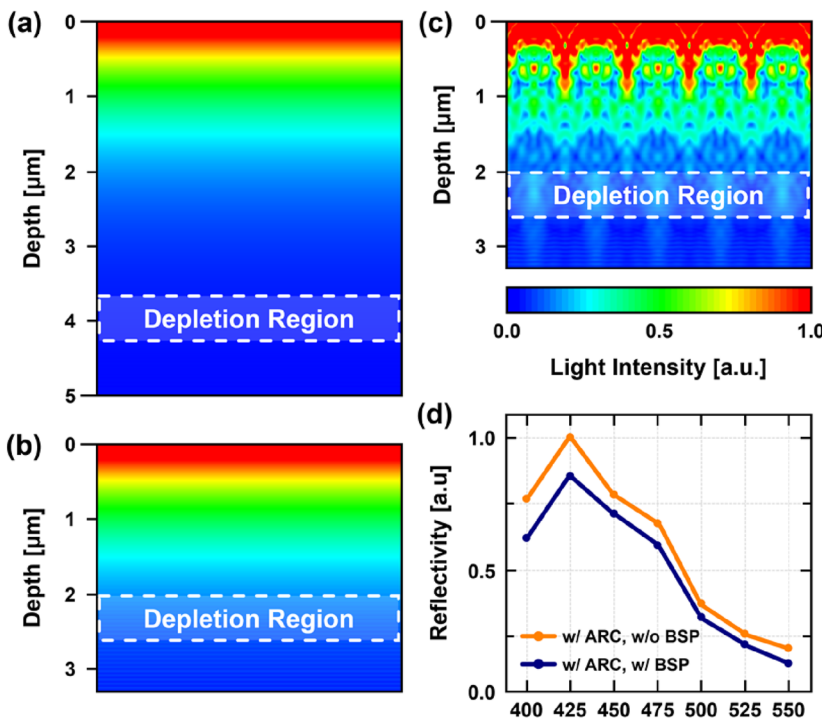 (a)
0
1
2
3
4
5
Depth [μm]
Depletion Region
(b)
0
1
2
3
Depth [μm]
Depletion Region
(c)
0
1
2
3
Depth [μm]
Depletion Region
0.0 0.5 1.0
Light Intensity [a.u.]
(d)
1.0
0.5
0.0
Reflectivity [a.u]
w/ ARC, w/o BSP
w/ ARC, w/ BSP
400 425 450 475 500 525 550